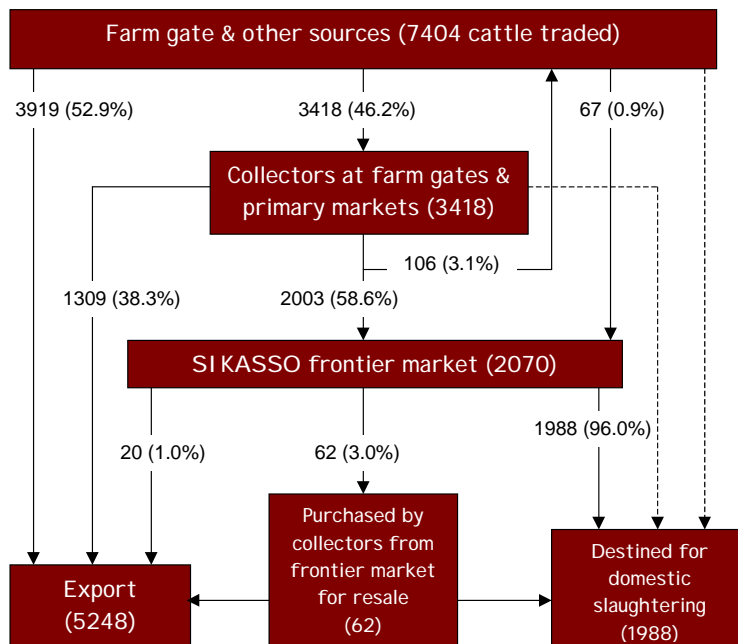 Farm gate & other sources (7404 cattle traded)
3919 (52.9%)
3418 (46.2%)
67 (0.9%)
Collectors at farm gates &
primary markets (3418)
106 (3.1%)
1309 (38.3%)
2003 (58.6%)
SIKASSO frontier market (2070)
20 (1.0%)
62 (3.0%)
1988 (96.0%)
Purchased by
collectors from
frontier market
for resale
(62)
Export
(5248)
Destined for
domestic
slaughtering
(1988)